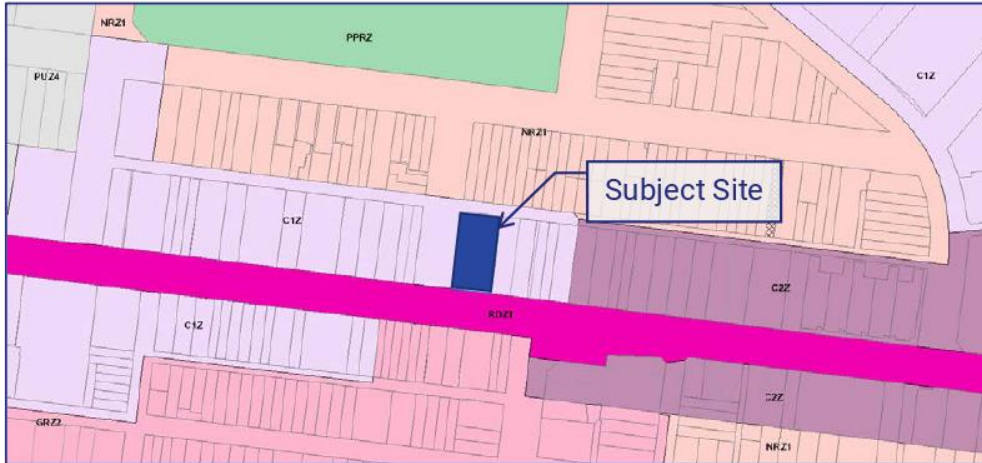 NRZ1
PPRZ
PUZ4
C1Z
NRZ1
Subject Site
C1Z
C2Z
RDZ1
C1Z
C2Z
GRZ2
NRZ1